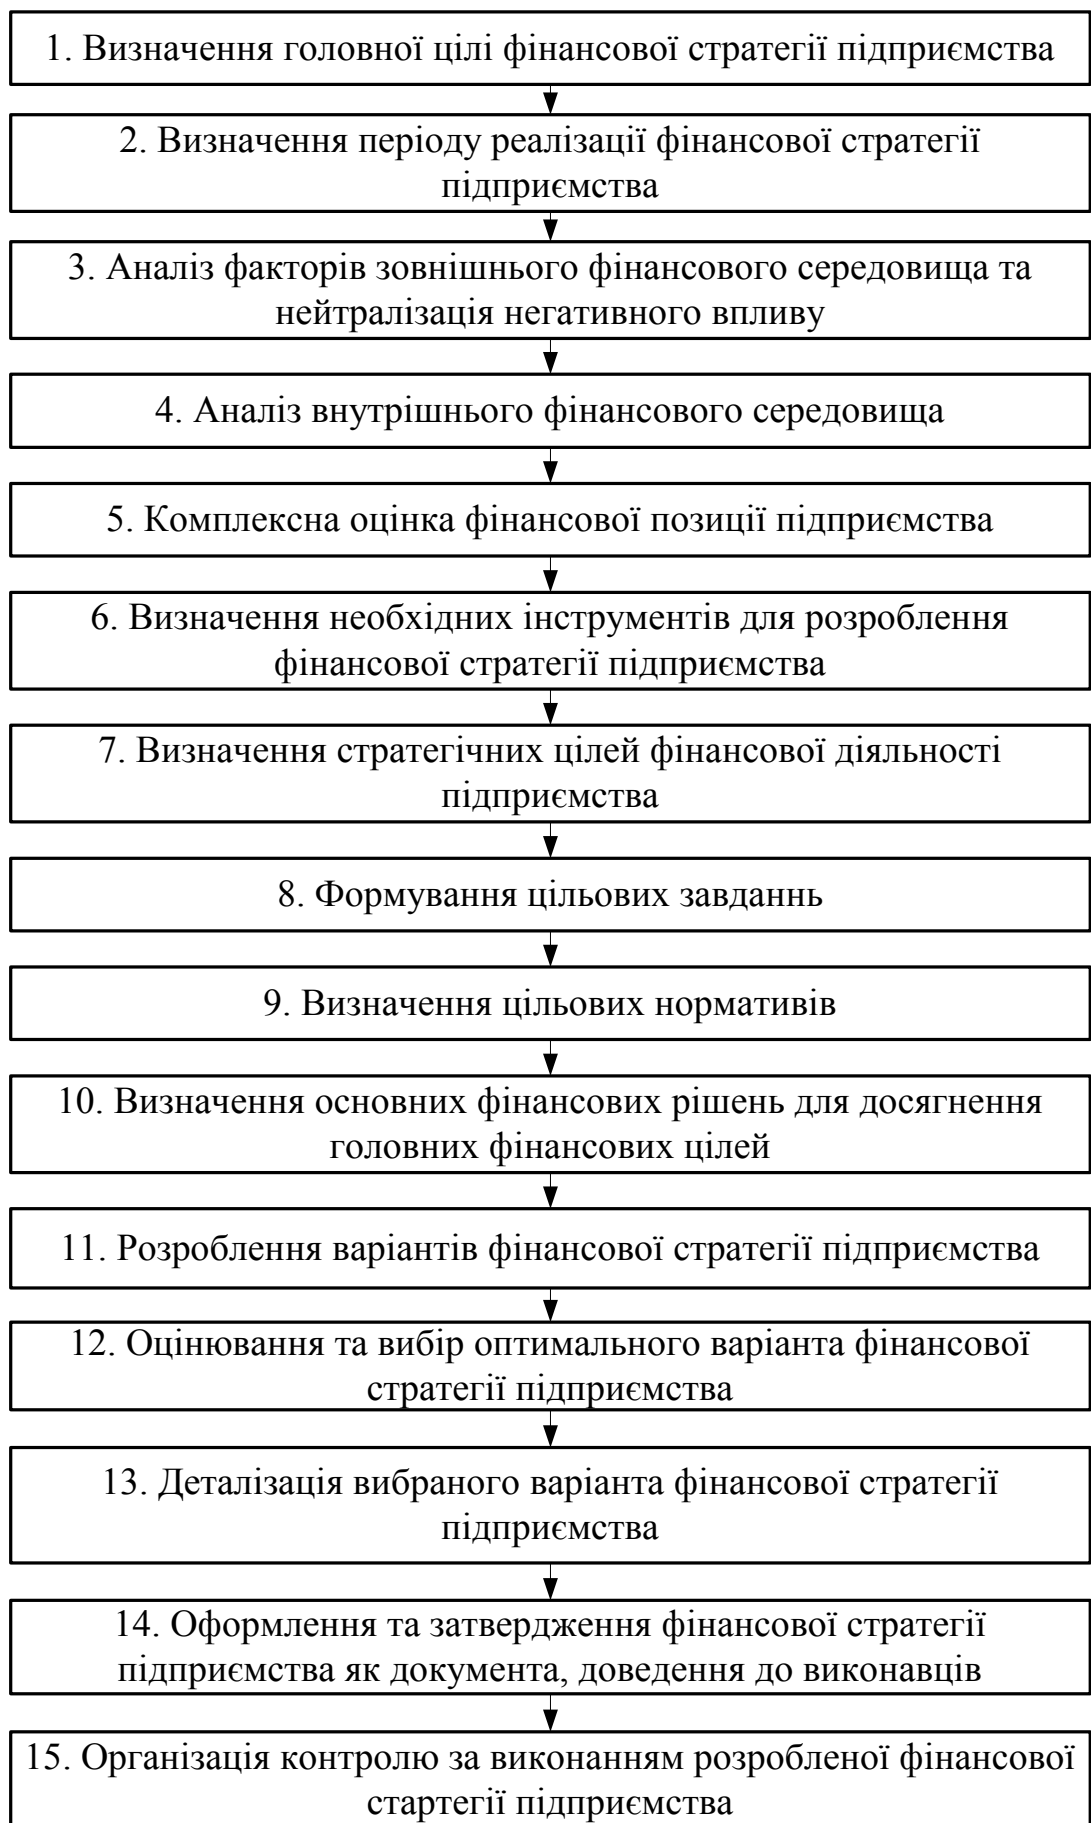 1. Визначення головної цілі фінансової стратегії підприємства
2. Визначення періоду реалізації фінансової стратегії
підприємства
3. Аналіз факторів зовнішнього фінансового середовища та
нейтралізація негативного впливу
4. Аналіз внутрішнього фінансового середовища
5. Комплексна оцінка фінансової позиції підприємства
6. Визначення необхідних інструментів для розроблення
фінансової стратегії підприємства
7. Визначення стратегічних цілей фінансової діяльності
підприємства
8. Формування цільових завданнь
9. Визначення цільових нормативів
10. Визначення основних фінансових рішень для досягнення
головних фінансових цілей
11. Розроблення варіантів фінансової стратегії підприємства
12. Оцінювання та вибір оптимального варіанта фінансової
стратегії підприємства
13. Деталізація вибраного варіанта фінансової стратегії
підприємства
14. Оформлення та затвердження фінансової стратегії
підприємства як документа, доведення до виконавців
15. Організація контролю за виконанням розробленої фінансової
стартегії підприємства